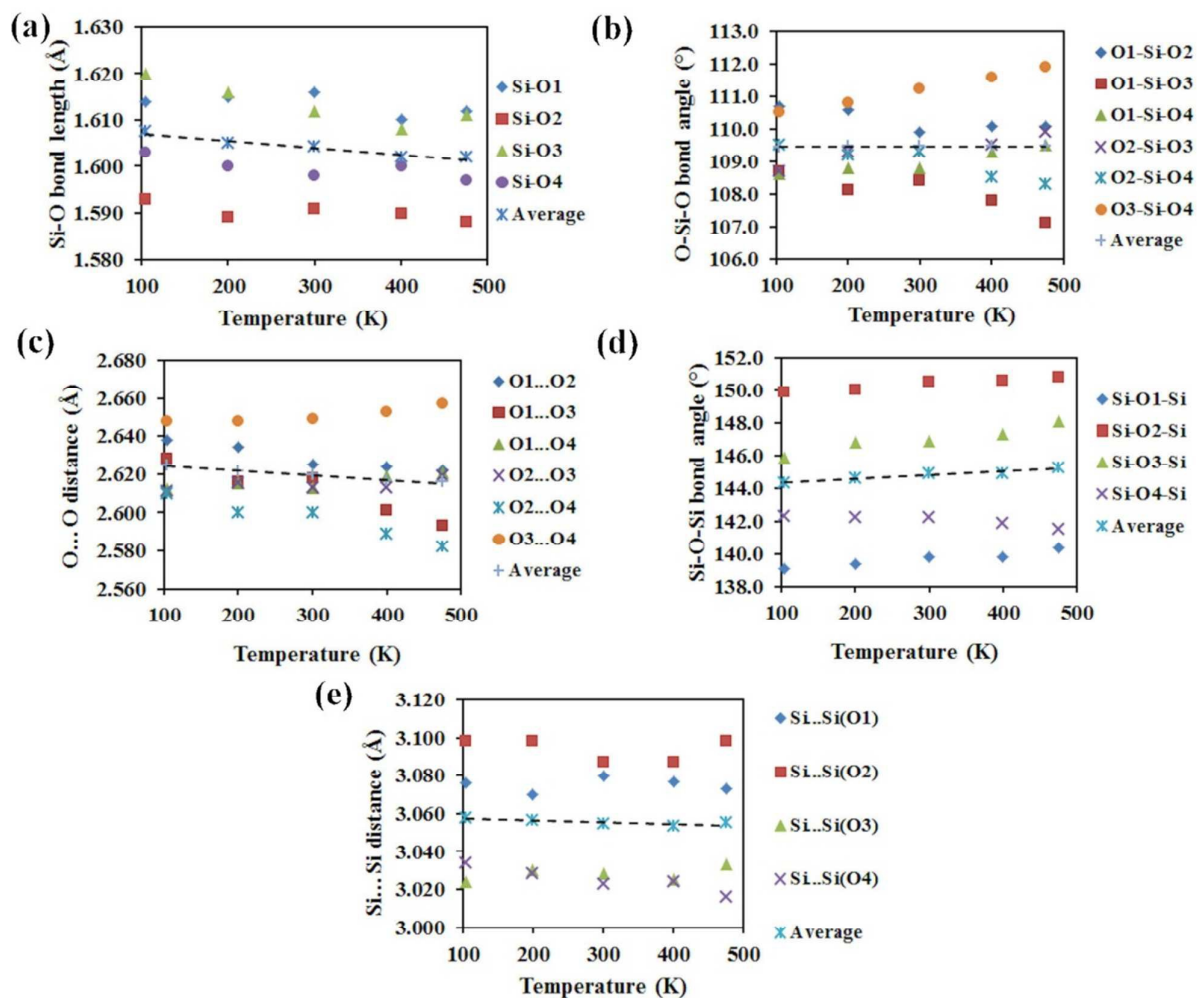 (a)
Si-O bond length (Å)
1.630
1.620
1.610
1.600
1.590
1.580
100 200 300 400 500
Temperature (K)
Si-O1
Si-O2
Si-O3
Si-O4
Average
(b)
O-Si-O bond angle (°)
113.0
112.0
111.0
110.0
109.0
108.0
107.0
106.0
100 200 300 400 500
Temperature (K)
O1-Si-O2
O1-Si-O3
O1-Si-O4
O2-Si-O3
O2-Si-O4
O3-Si-O4
Average
(c)
O... O distance (Å)
2.680
2.660
2.640
2.620
2.600
2.580
2.560
100 200 300 400 500
Temperature (K)
O1...O2
O1...O3
O1...O4
O2...O3
O2...O4
O3...O4
Average
(d)
Si-O-Si bond angle (°)
152.0
150.0
148.0
146.0
144.0
142.0
140.0
138.0
100 200 300 400 500
Temperature (K)
Si-O1-Si
Si-O2-Si
Si-O3-Si
Si-O4-Si
Average
(e)
Si... Si distance (Å)
3.120
3.100
3.080
3.060
3.040
3.020
3.000
100 200 300 400 500
Temperature (K)
Si...Si(O1)
Si...Si(O2)
Si...Si(O3)
Si...Si(O4)
Average